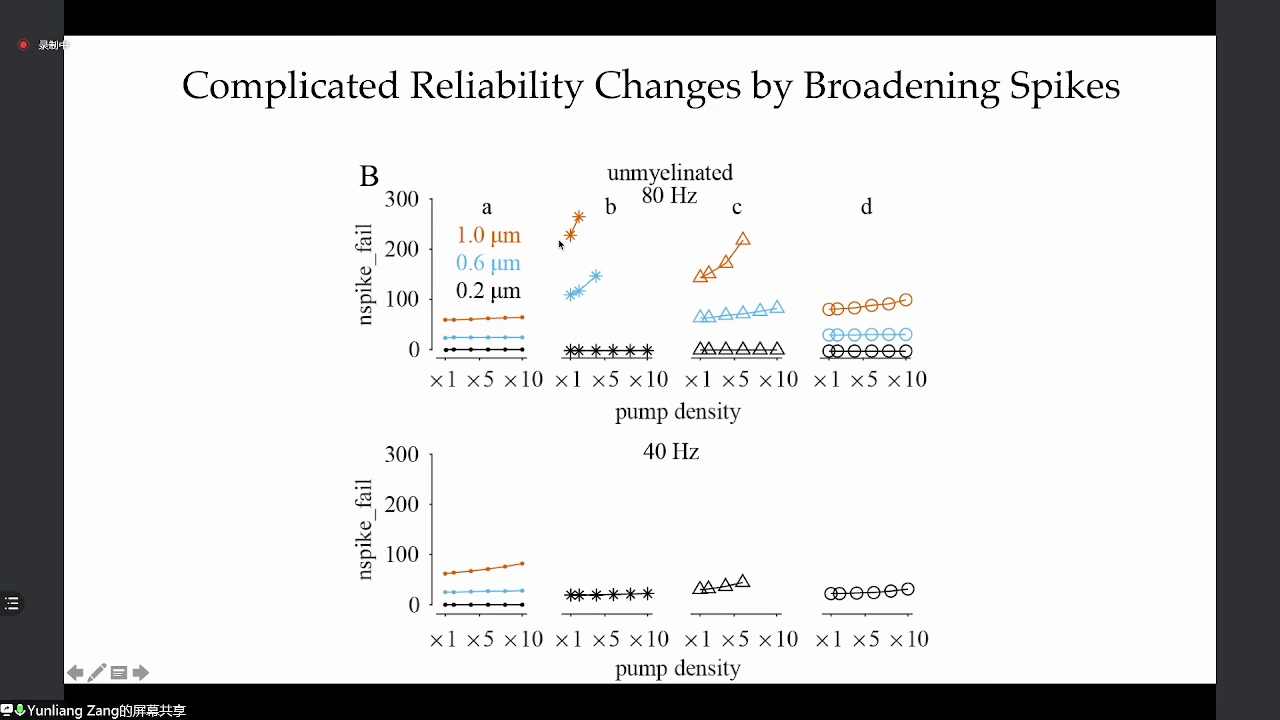 录制中
Complicated Reliability Changes by Broadening Spikes
B
unmyelinated
80 Hz
a
b
c
d
1.0 μm
0.6 μm
0.2 μm
nspike_fail
300
200
100
0
×1 ×5 ×10 ×1 ×5 ×10 ×1 ×5 ×10 ×1 ×5 ×10
pump density
40 Hz
nspike_fail
300
200
100
0
×1 ×5 ×10 ×1 ×5 ×10 ×1 ×5 ×10 ×1 ×5 ×10
pump density
Yunliang Zang的屏幕共享